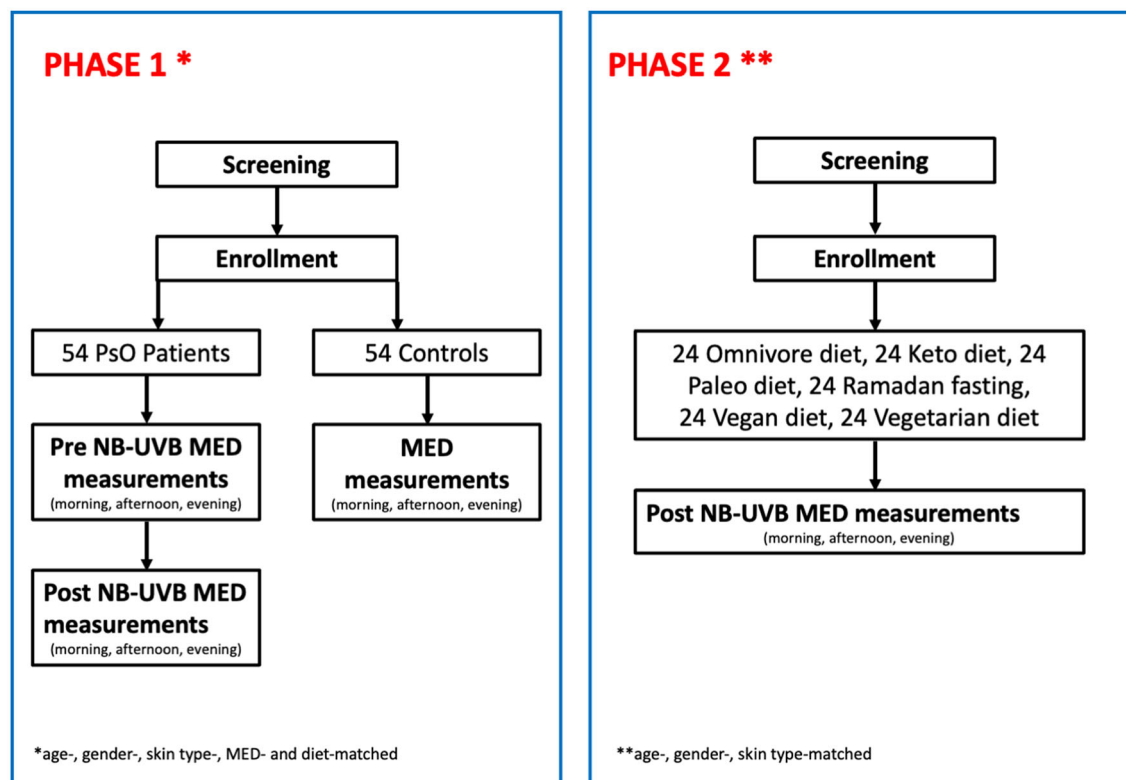 PHASE 1 *
Screening
Enrollment
54 PsO Patients
54 Controls
Pre NB-UVB MED
measurements
(morning, afternoon, evening)
MED
measurements
(morning, afternoon, evening)
Post NB-UVB MED
measurements
(morning, afternoon, evening)
*age-, gender-, skin type-, MED- and diet-matched
PHASE 2 **
Screening
Enrollment
24 Omnivore diet, 24 Keto diet, 24
Paleo diet, 24 Ramadan fasting,
24 Vegan diet, 24 Vegetarian diet
Post NB-UVB MED measurements
(morning, afternoon, evening)
**age-, gender-, skin type-matched